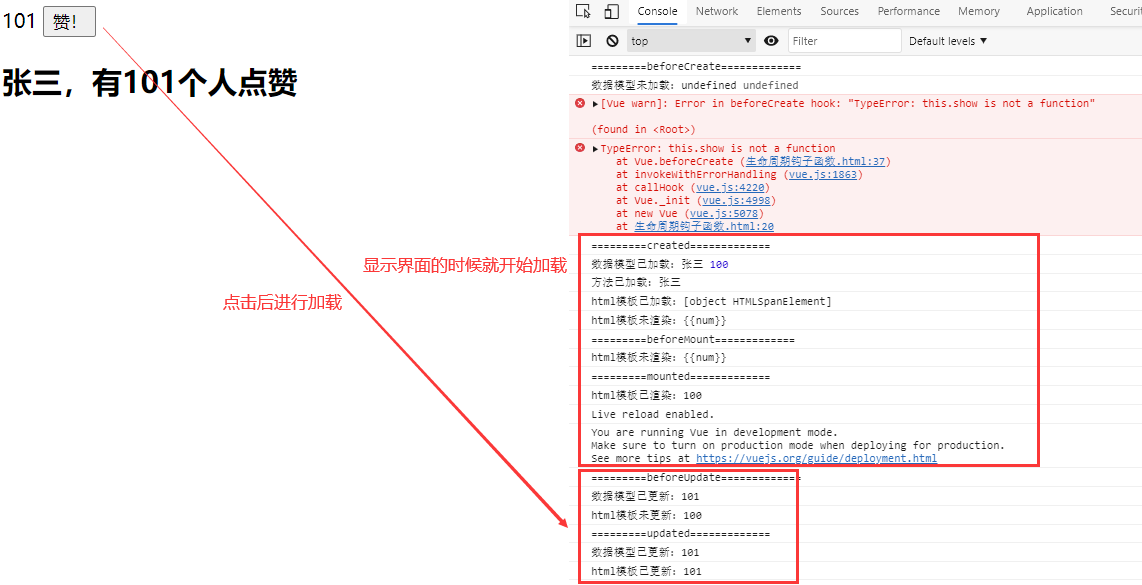 101 赞!
张三，有101个人点赞
显示界面的时候就开始加载
点击后进行加载
Console Network Elements Sources Performance Memory Application Securi
top ▼ Filter Default levels ▼
=========beforeCreate=============
数据模型未加载：undefined undefined
▶[Vue warn]: Error in beforeCreate hook: "TypeError: this.show is not a function"
(found in <Root>)
▶TypeError: this.show is not a function
at Vue.beforeCreate (生命周期钩子函数.html:37)
at invokeWithErrorHandling (vue.js:1863)
at callHook (vue.js:4220)
at Vue._init (vue.js:4998)
at new Vue (vue.js:5078)
at 生命周期钩子函数.html:20
=========created=============
数据模型已加载：张三 100
方法已加载：张三
html模板已加载：[object HTMLSpanElement]
html模板未渲染：{{num}}
=========beforeMount=============
html模板未渲染：{{num}}
=========mounted=============
html模板已渲染：100
Live reload enabled.
You are running Vue in development mode.
Make sure to turn on production mode when deploying for production.
See more tips at https://vuejs.org/guide/deployment.html
=========beforeUpdate=============
数据模型已更新：101
html模板未更新：100
=========updated=============
数据模型已更新：101
html模板已更新：101